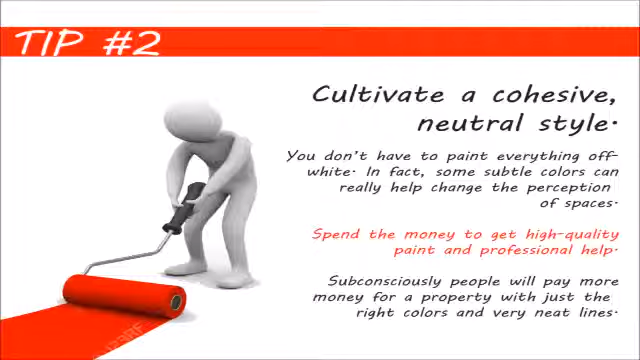 TIP #2
Cultivate a cohesive,
neutral style.
You don't have to paint everything off-
white. In fact, some subtle colors can
really help change the perception
of spaces.
Spend the money to get high-quality
paint and professional help.
Subconsciously people will pay more
money for a property with just the
right colors and very neat lines.
123RF